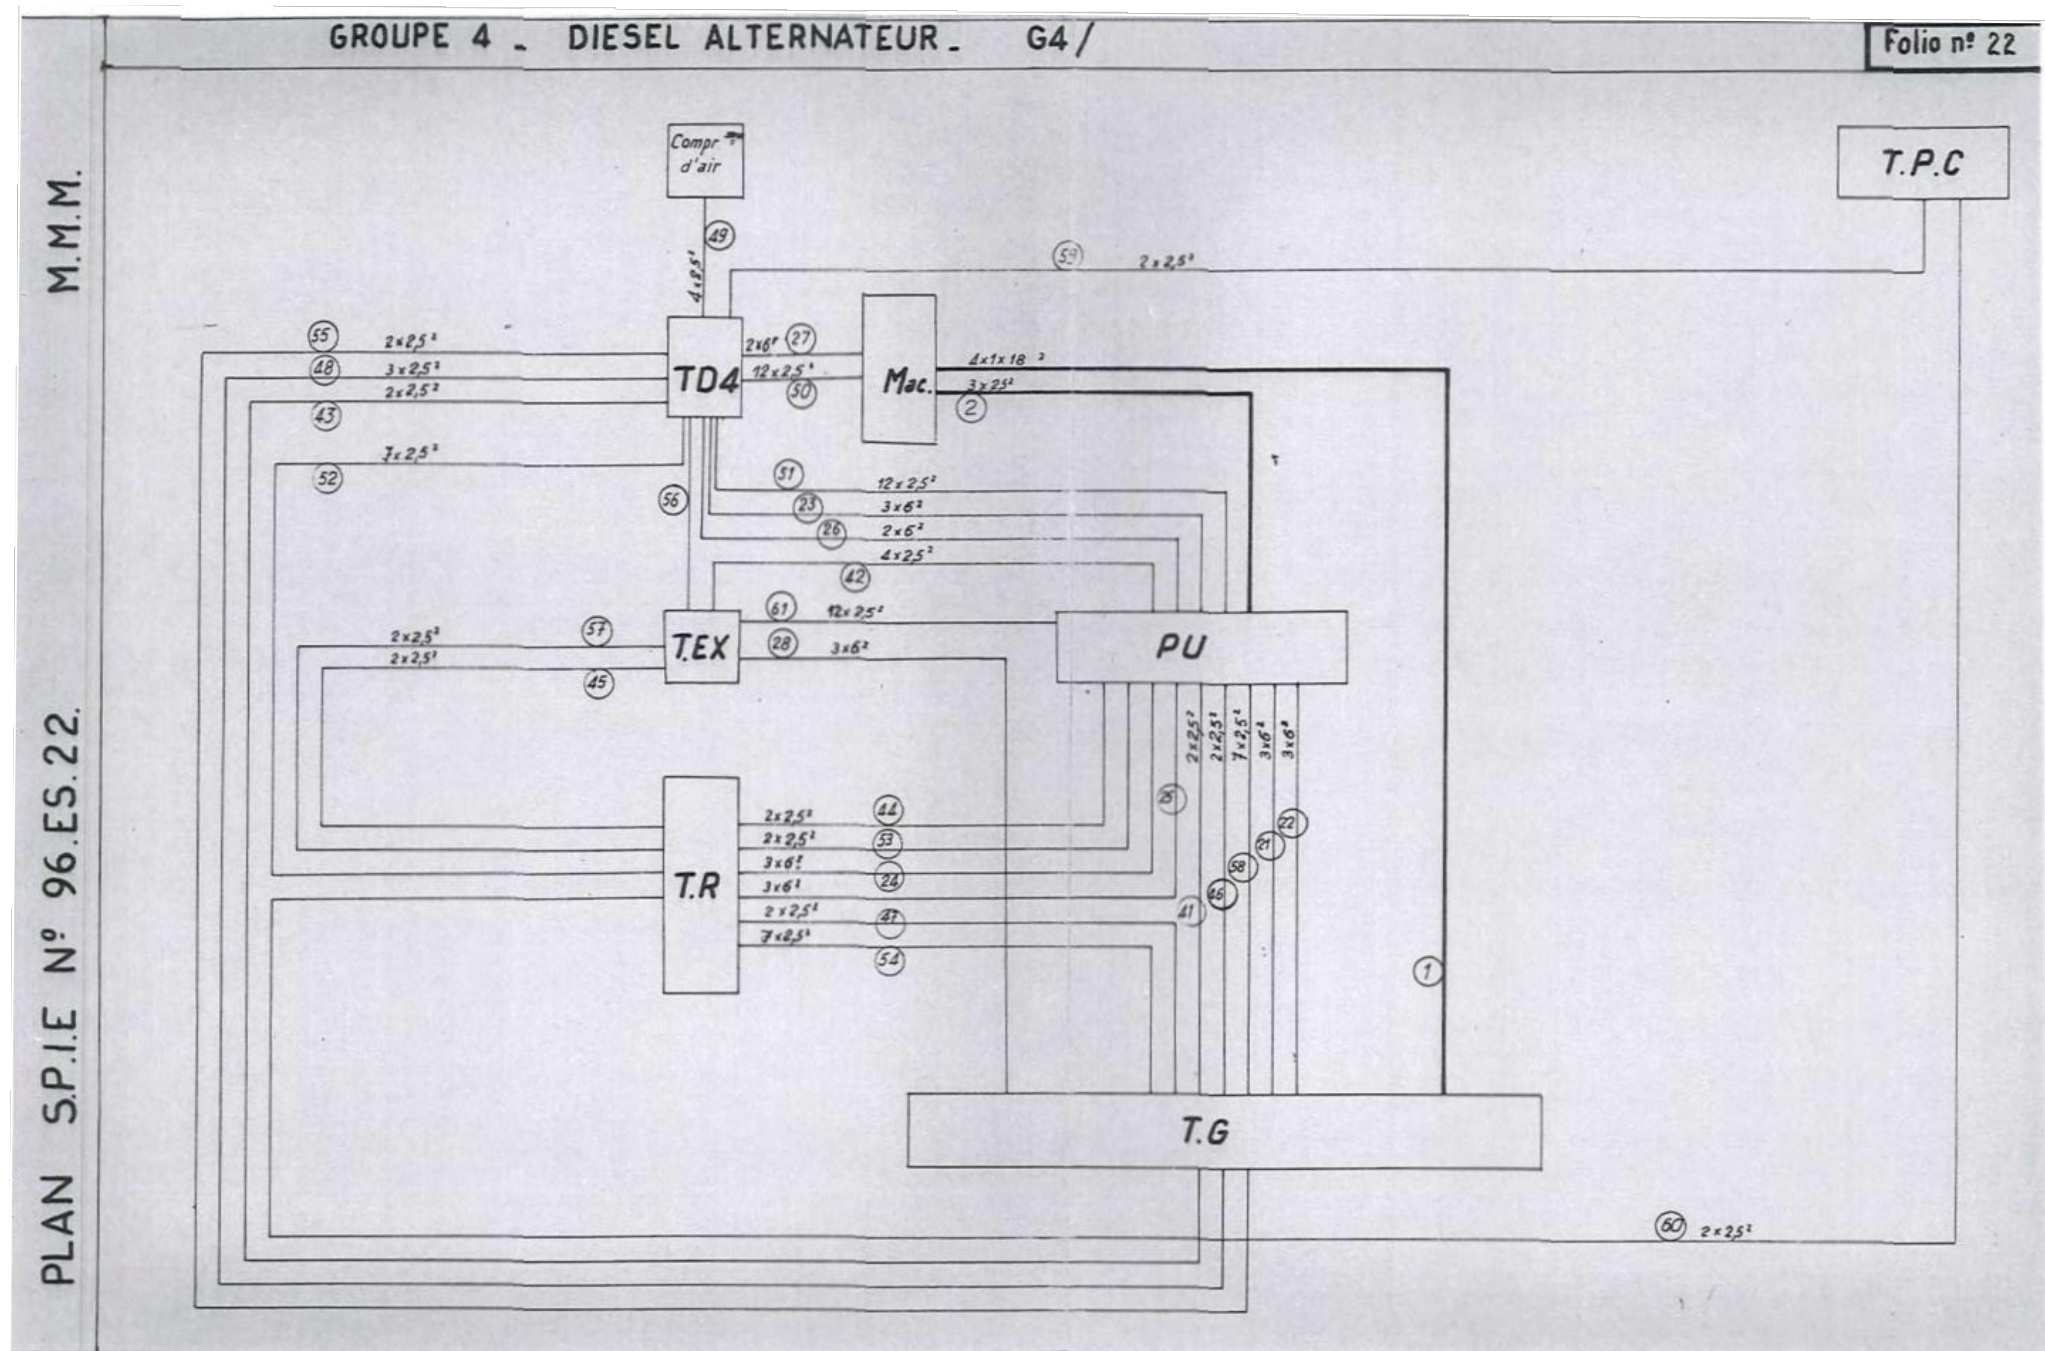 GROUPE 4 - DIESEL ALTERNATEUR - G4/
Folio nº 22
M.M.M.
PLAN S.P.I.E Nº 96.ES.22.
Compr
d'air
T.P.C
49
4x2,5²
59
2x2,5²
55
2x2,5²
48
3x2,5²
43
2x2,5²
52
7x2,5²
TD4
2x6²
27
12x2,5²
50
Mac.
4x1x18²
3x25²
2
51
12x2,5²
23
3x6²
26
2x6²
42
4x2,5²
56
61
12x2,5²
28
3x6²
T.EX
PU
57
2x2,5²
2x2,5²
45
2x2,5²
2x2,5²
7x2,5²
3x6²
3x6²
25
22
21
58
46
41
T.R
2x2,5²
44
2x2,5²
53
3x6²
24
3x6²
2x2,5²
47
7x2,5²
54
1
T.G
60
2x2,5²